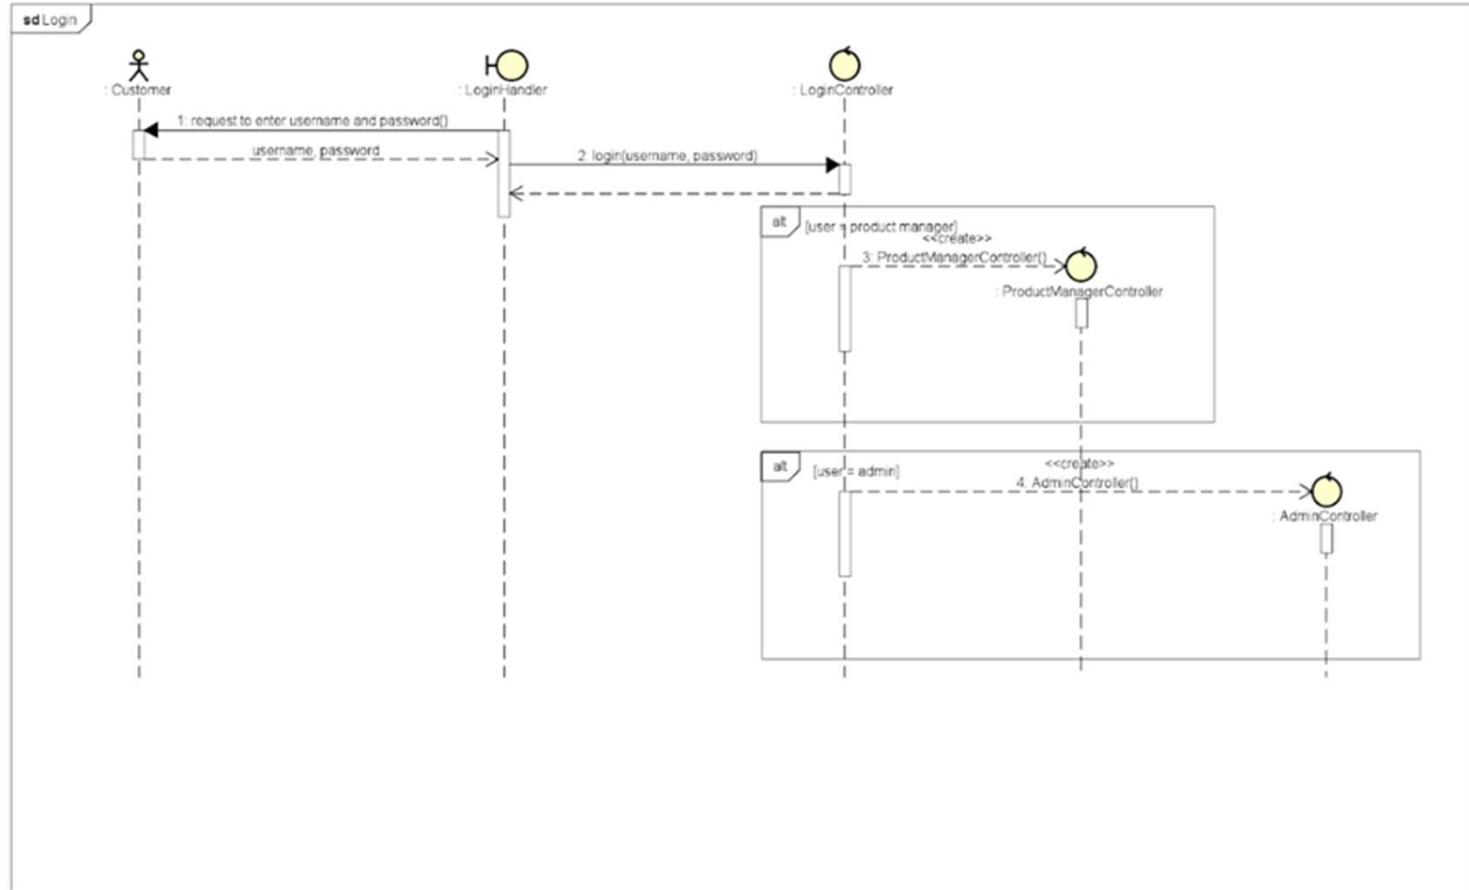 sd Login
: Customer
: LoginHandler
: LoginController
1: request to enter username and password()
username, password
2: login(username, password)
alt
[user = product manager]
<<create>>
3: ProductManagerController()
: ProductManagerController
alt
[user = admin]
<<create>>
4: AdminController()
: AdminController